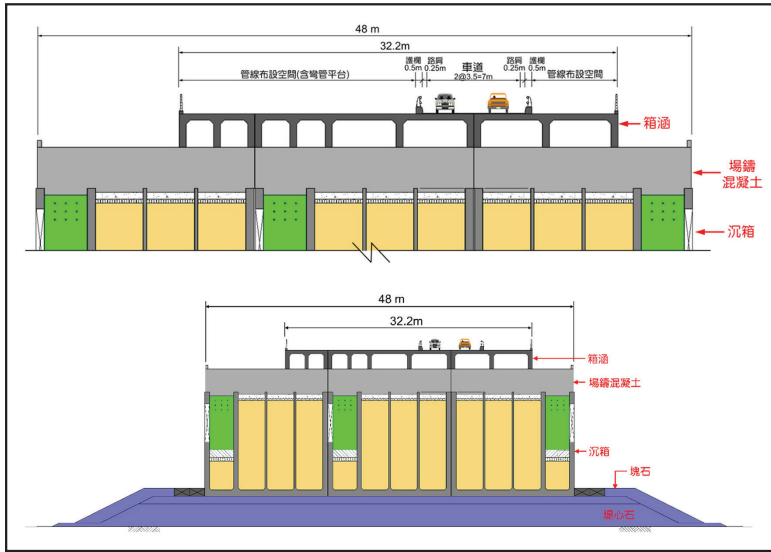 48 m
32.2m
管線布設空間(含彎管平台)
護欄
0.5m
路肩
0.25m
車道
2@3.5=7m
路肩
0.25m
護欄
0.5m
管線布設空間
箱涵
場鑄
混凝土
沉箱
48 m
32.2m
箱涵
場鑄混凝土
沉箱
塊石
堤心石